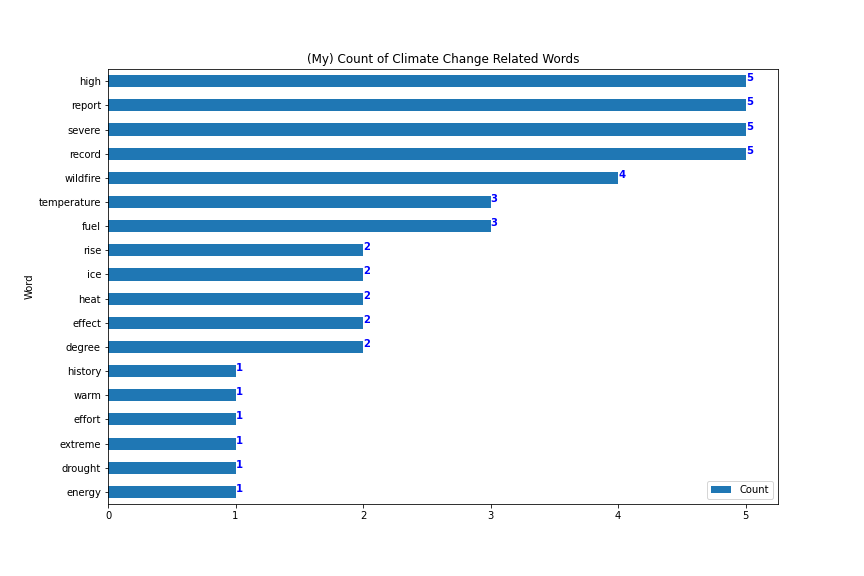 (My) Count of Climate Change Related Words
high 5
report 5
severe 5
record 5
wildfire 4
temperature 3
fuel 3
rise 2
ice 2
heat 2
effect 2
degree 2
history 1
warm 1
effort 1
extreme 1
drought 1
energy 1
Word
Count
0 1 2 3 4 5